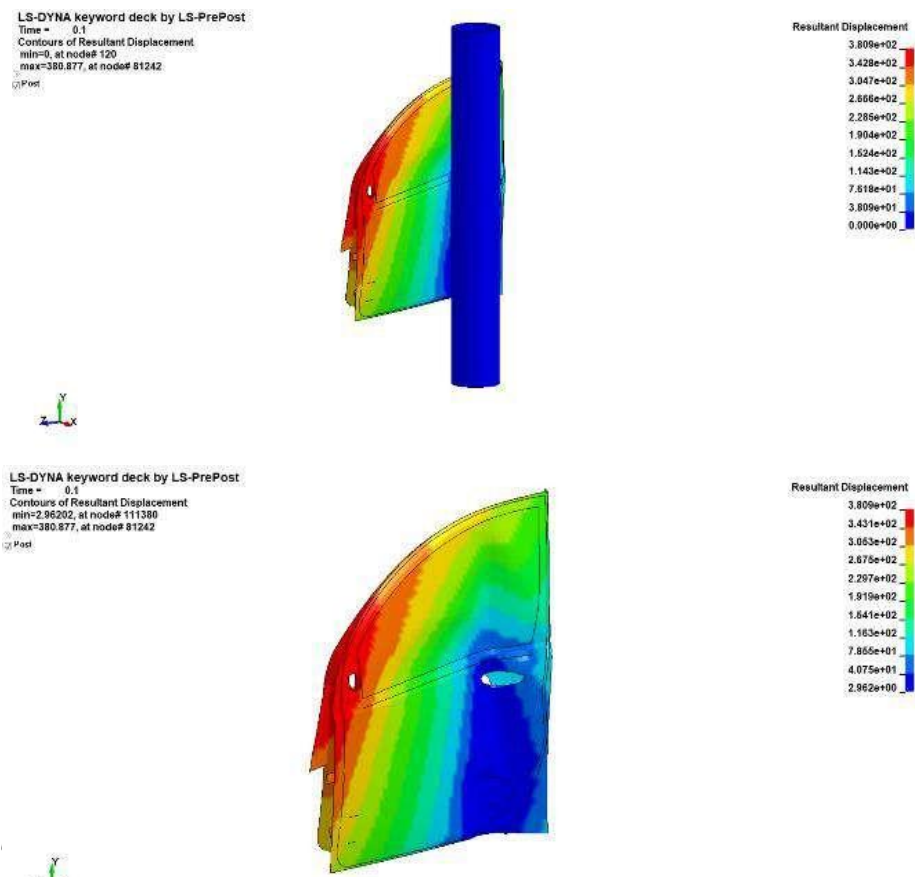 LS-DYNA keyword deck by LS-PrePost
Time = 0.1
Contours of Resultant Displacement
min=0, at node# 120
max=380.877, at node# 81242
Post
Resultant Displacement
3.809e+02
3.428e+02
3.047e+02
2.666e+02
2.285e+02
1.904e+02
1.524e+02
1.143e+02
7.618e+01
3.809e+01
0.000e+00
Y
Z X
LS-DYNA keyword deck by LS-PrePost
Time = 0.1
Contours of Resultant Displacement
min=2.96202, at node# 111380
max=380.877, at node# 81242
Post
Resultant Displacement
3.809e+02
3.431e+02
3.053e+02
2.675e+02
2.297e+02
1.919e+02
1.541e+02
1.163e+02
7.855e+01
4.075e+01
2.962e+00
Y